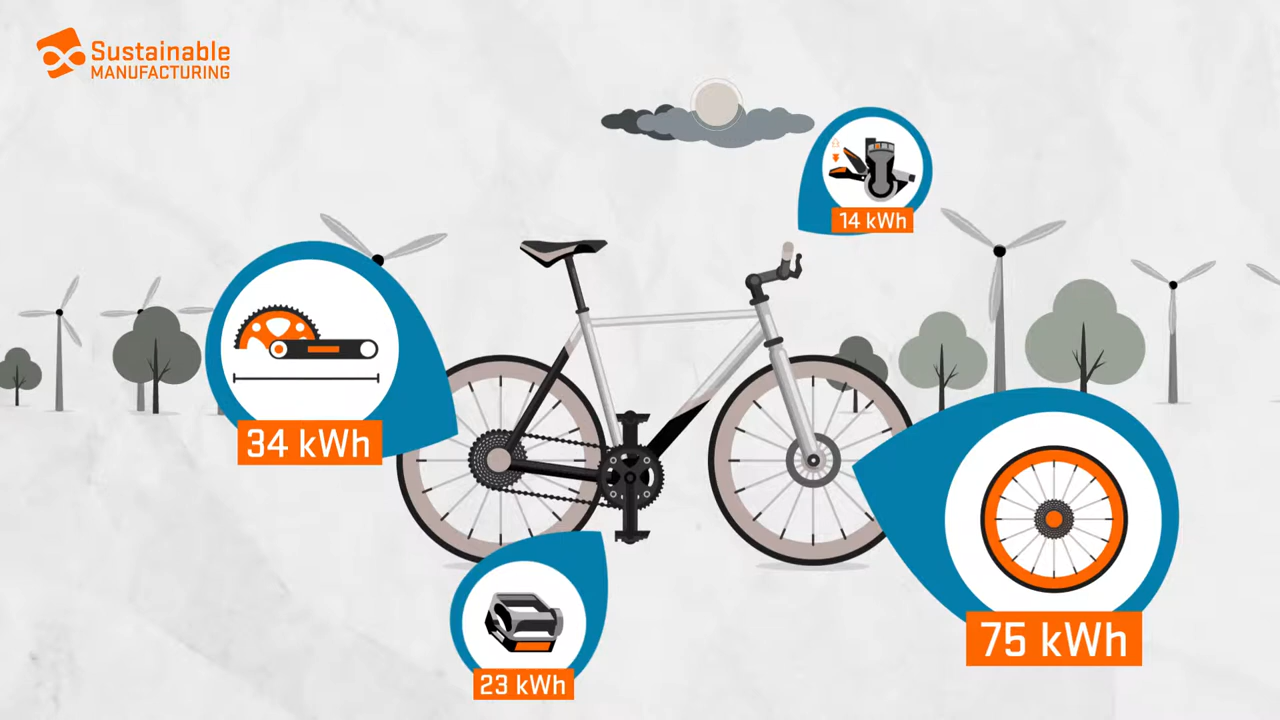 Sustainable
MANUFACTURING
14 kWh
34 kWh
75 kWh
23 kWh